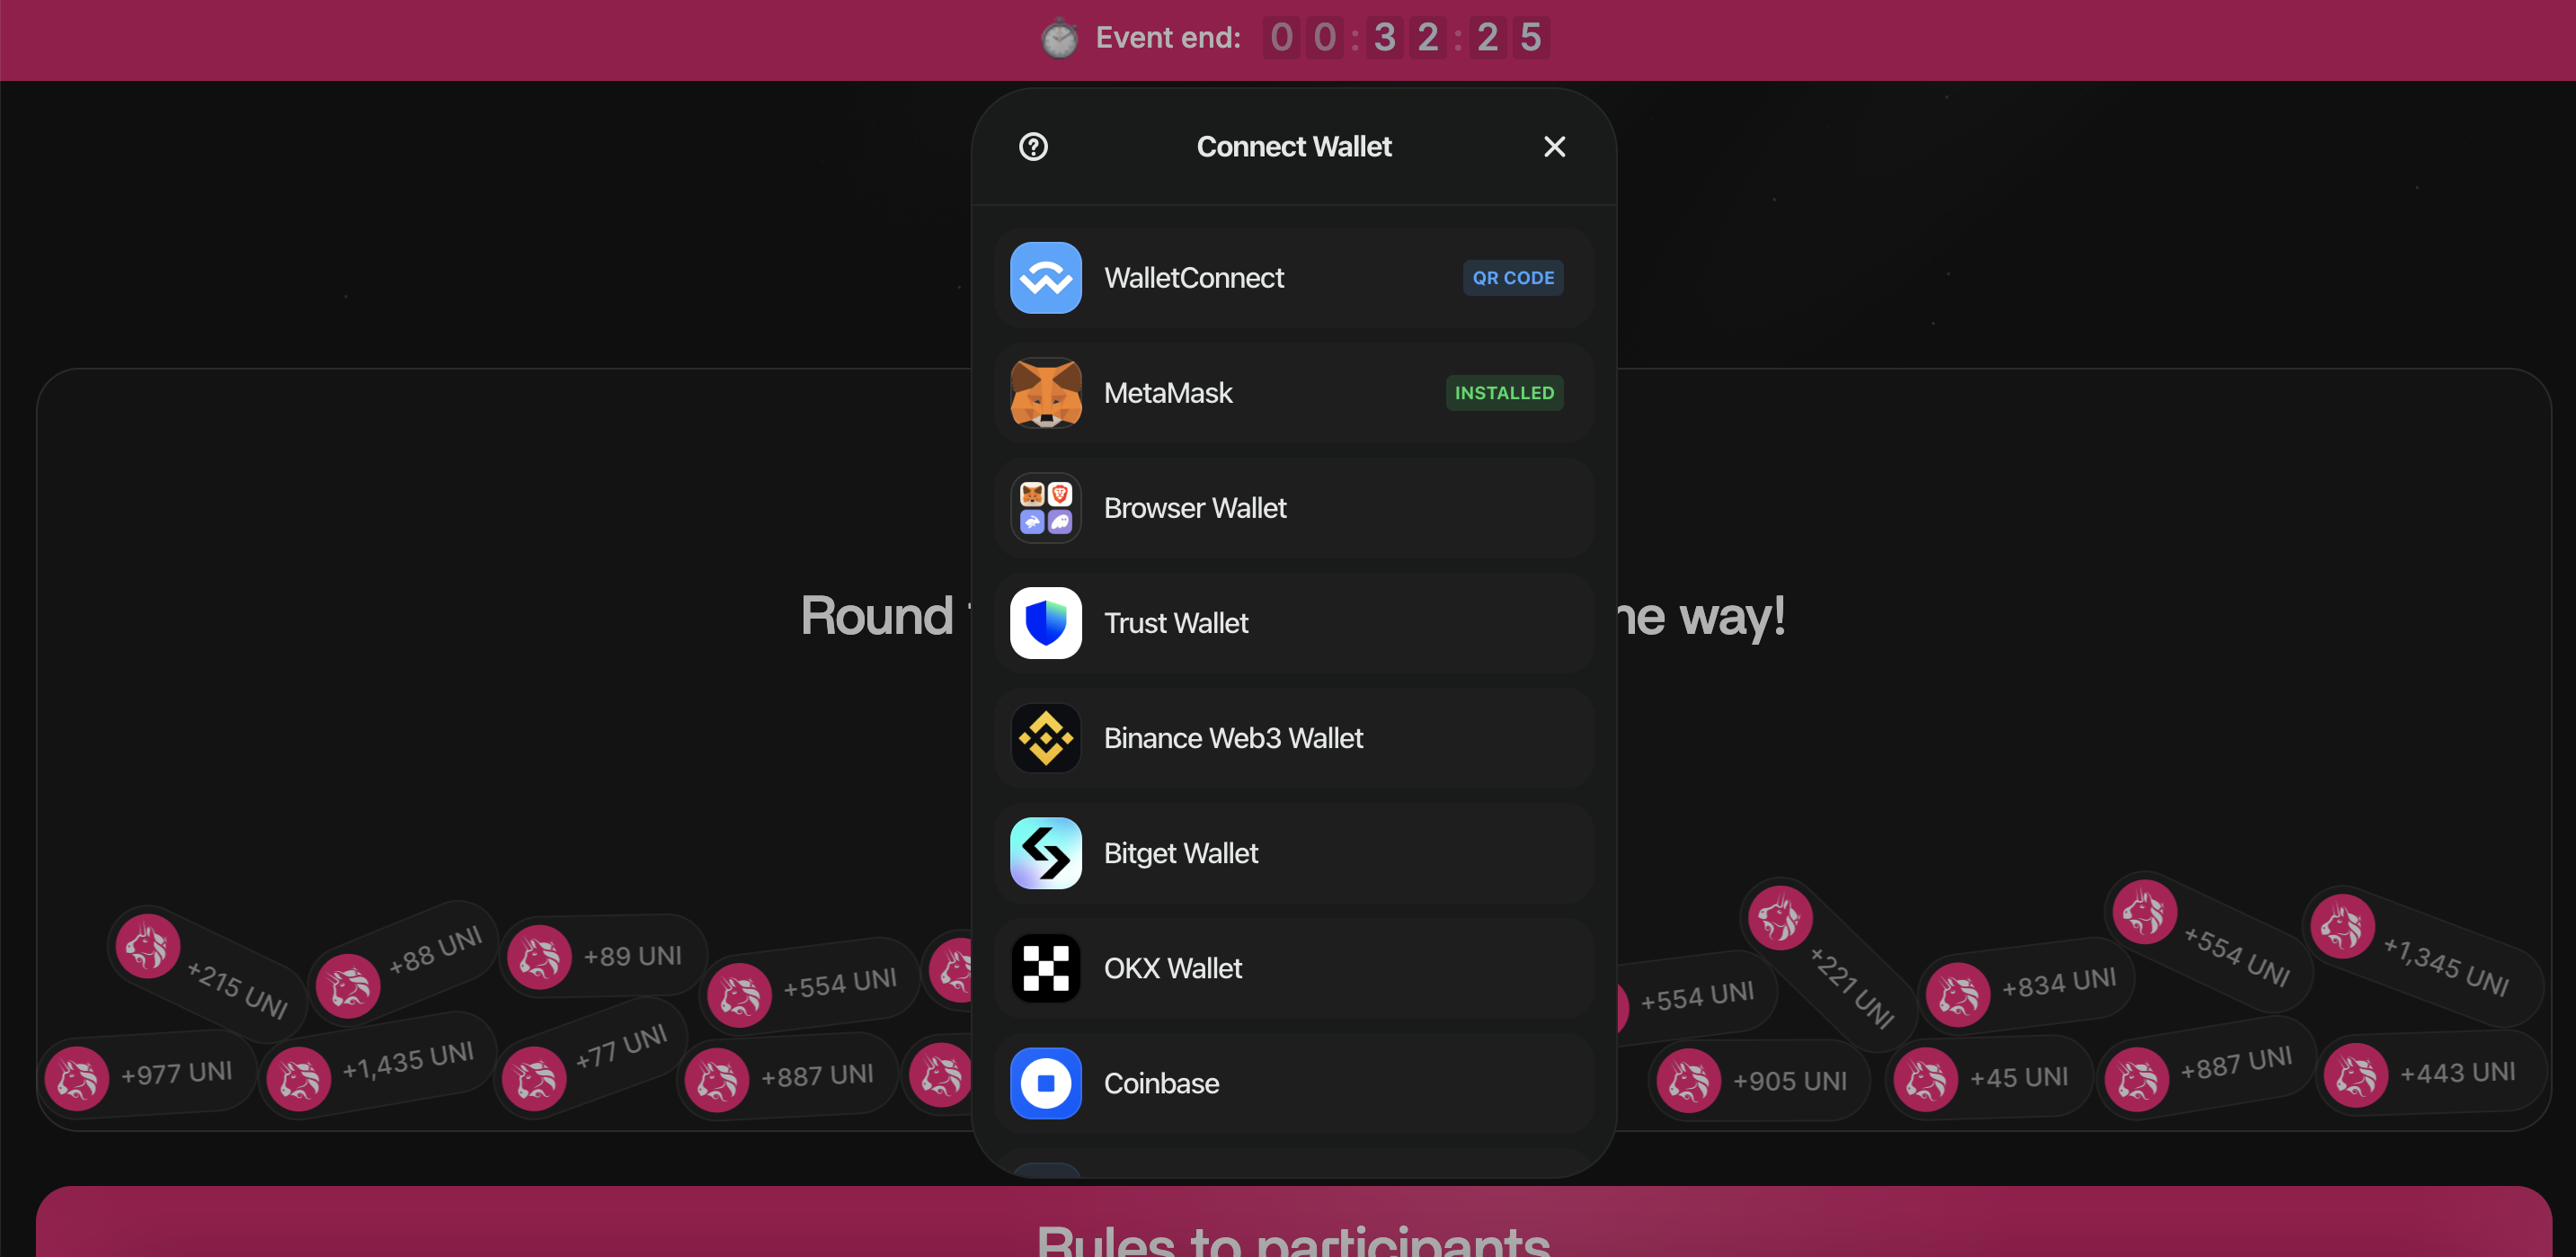 Event end: 00:32:25
Connect Wallet
WalletConnect
QR CODE
MetaMask
INSTALLED
Browser Wallet
Trust Wallet
Binance Web3 Wallet
Bitget Wallet
OKX Wallet
Coinbase
Round
way!
+215 UNI
+88 UNI
+89 UNI
+554 UNI
+977 UNI
+1,435 UNI
+77 UNI
+887 UNI
+554 UNI
+221 UNI
+834 UNI
+554 UNI
+1,345 UNI
+905 UNI
+45 UNI
+887 UNI
+443 UNI
Rules to participants